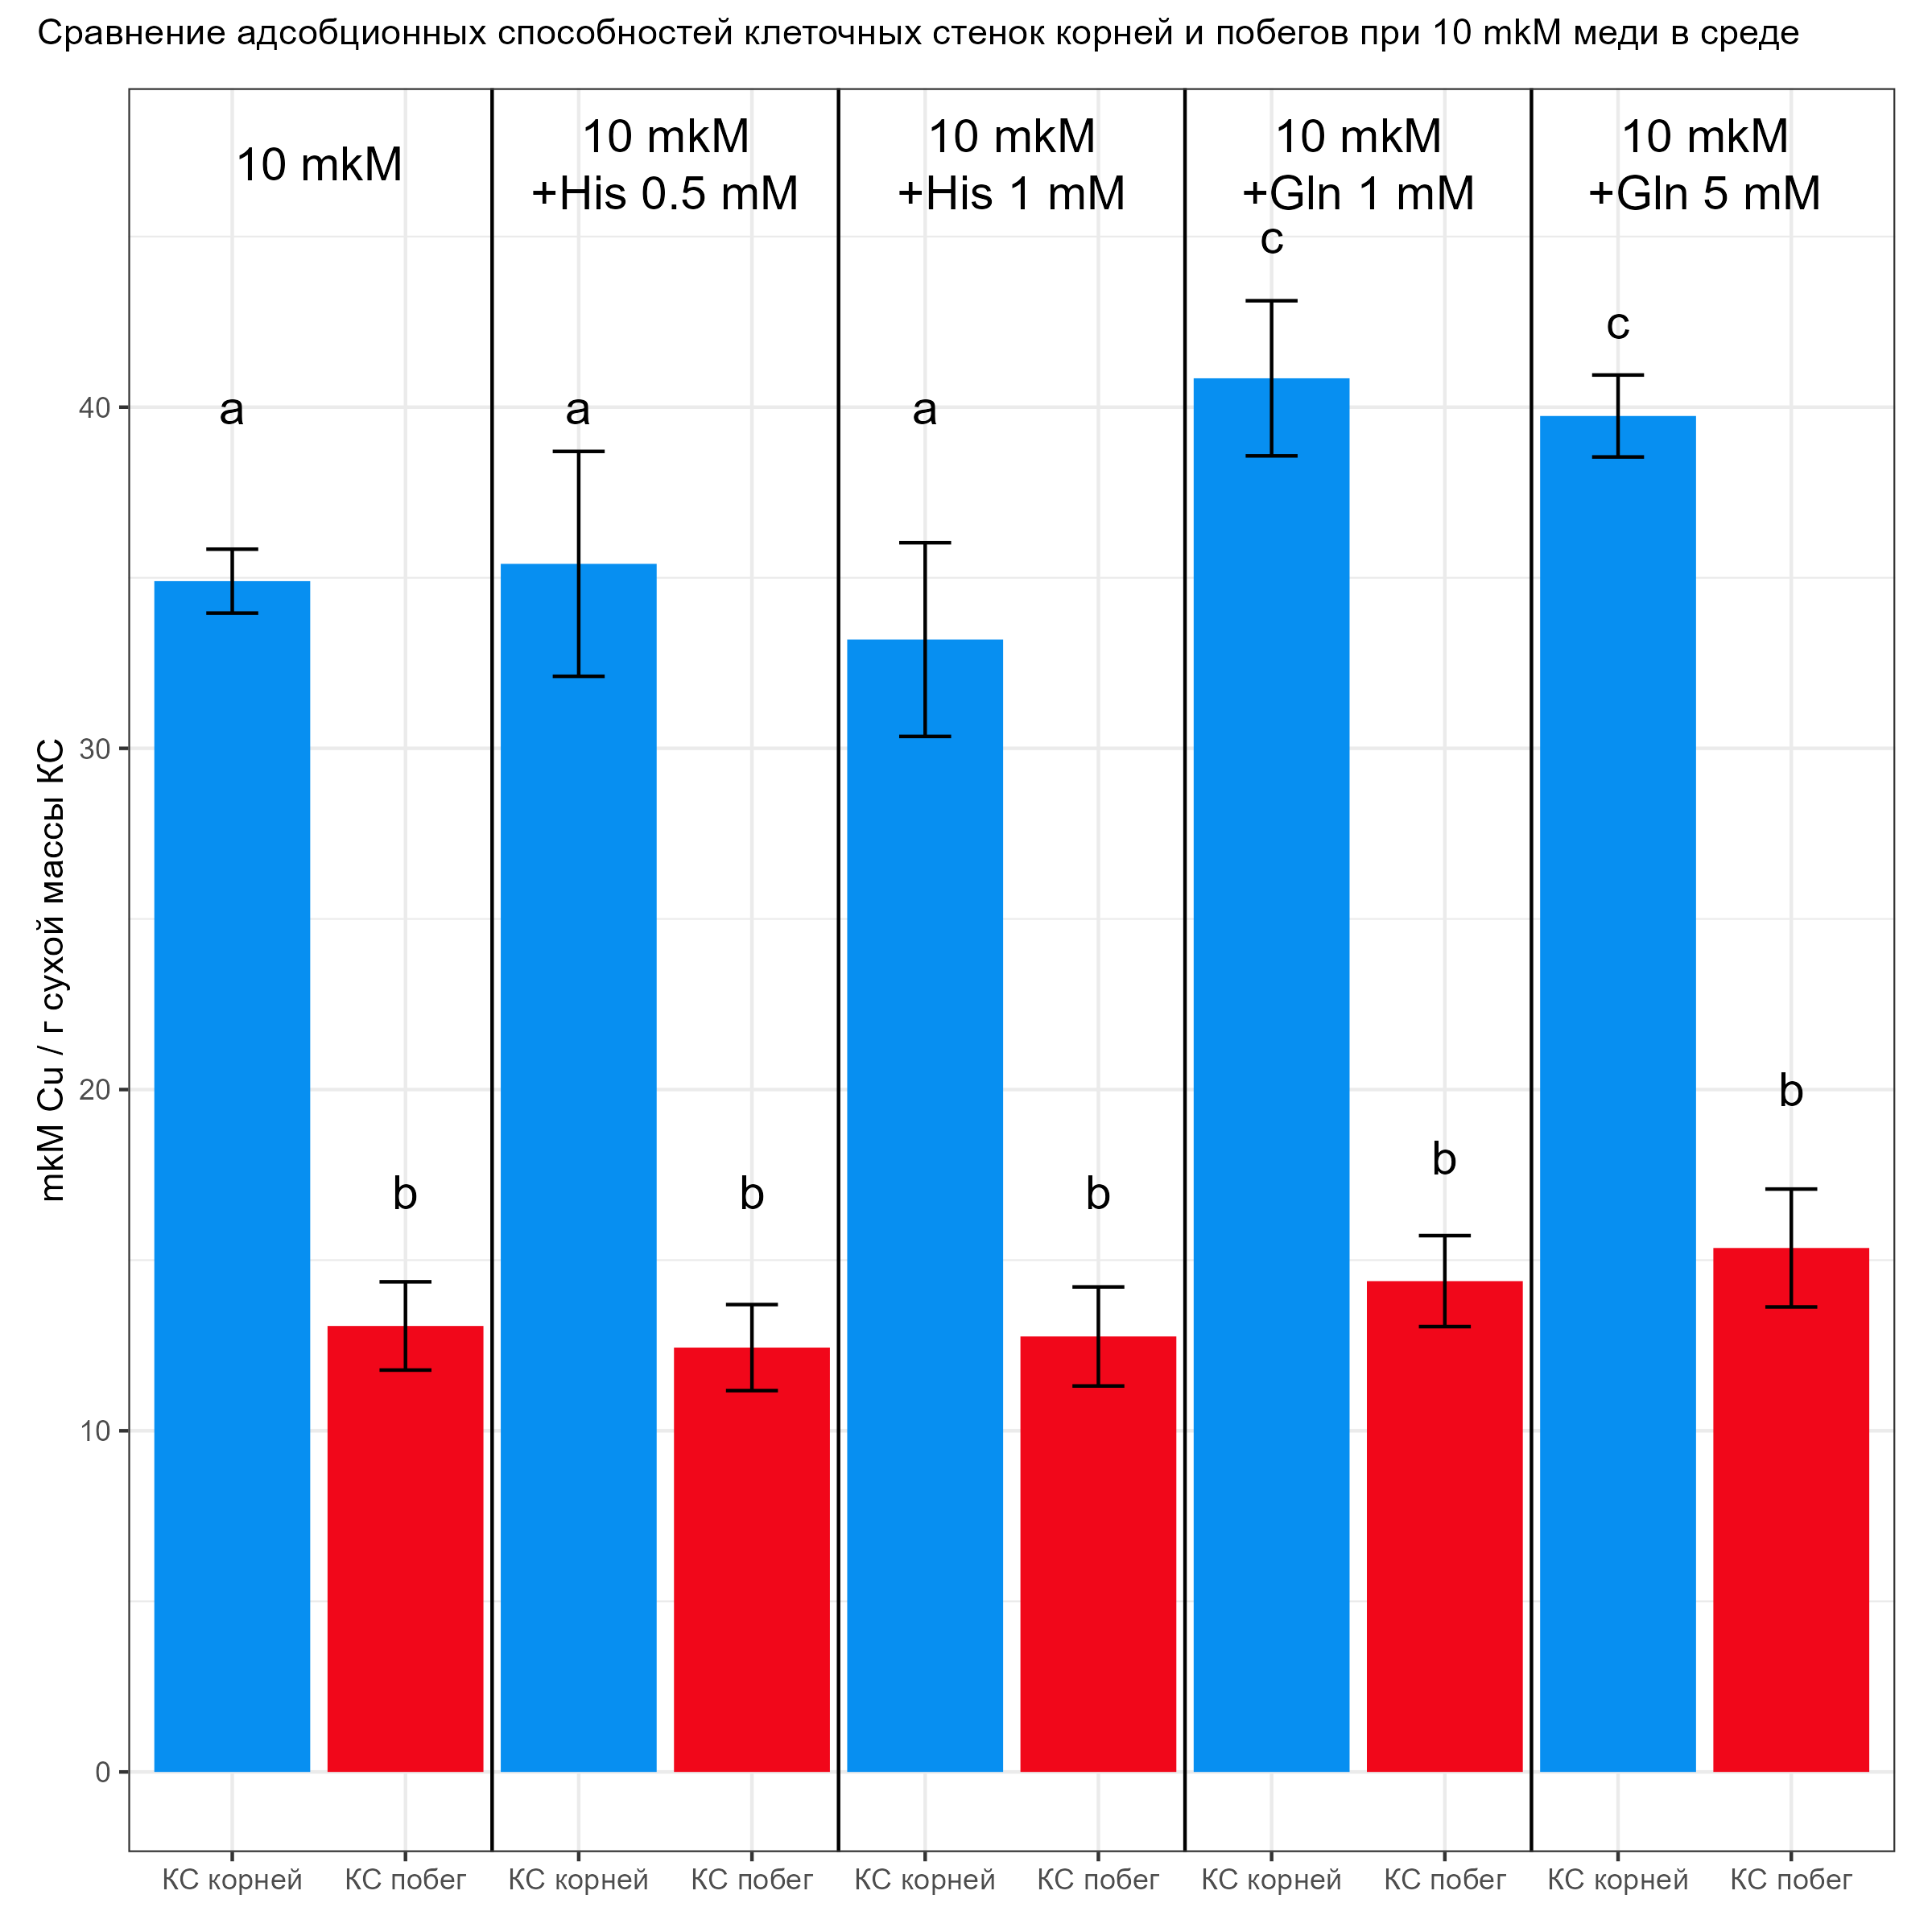 Сравнение адсобционных способностей клеточных стенок корней и побегов при 10 mkM меди в среде
10 mkM
10 mkM
+His 0.5 mM
10 mkM
+His 1 mM
10 mkM
+Gln 1 mM
10 mkM
+Gln 5 mM
c
c
a
a
a
b
b
b
b
b
mkM Cu / г сухой массы КС
40
30
20
10
0
КС корней
КС побег
КС корней
КС побег
КС корней
КС побег
КС корней
КС побег
КС корней
КС побег